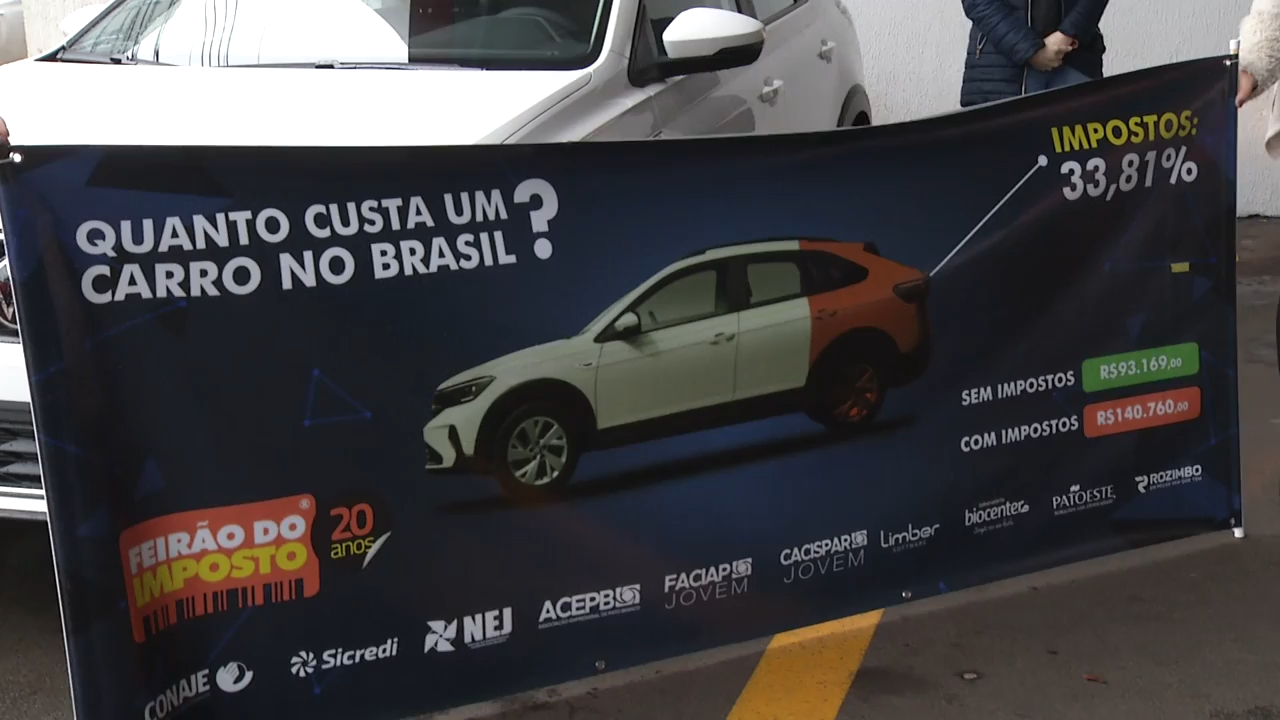 QUANTO CUSTA UM
CARRO NO BRASIL?
IMPOSTOS:
33,81%
SEM IMPOSTOS R$93.169,00
COM IMPOSTOS R$140.760,00
FEIRÃO DO
IMPOSTO
®
20
anos
CONAJE
Sicredi
NEJ
ACEPB
FACIAP
JOVEM
CACISPAR
JOVEM
Limber
SOFTWARE
biocenter
PATOESTE
ROZIMBO